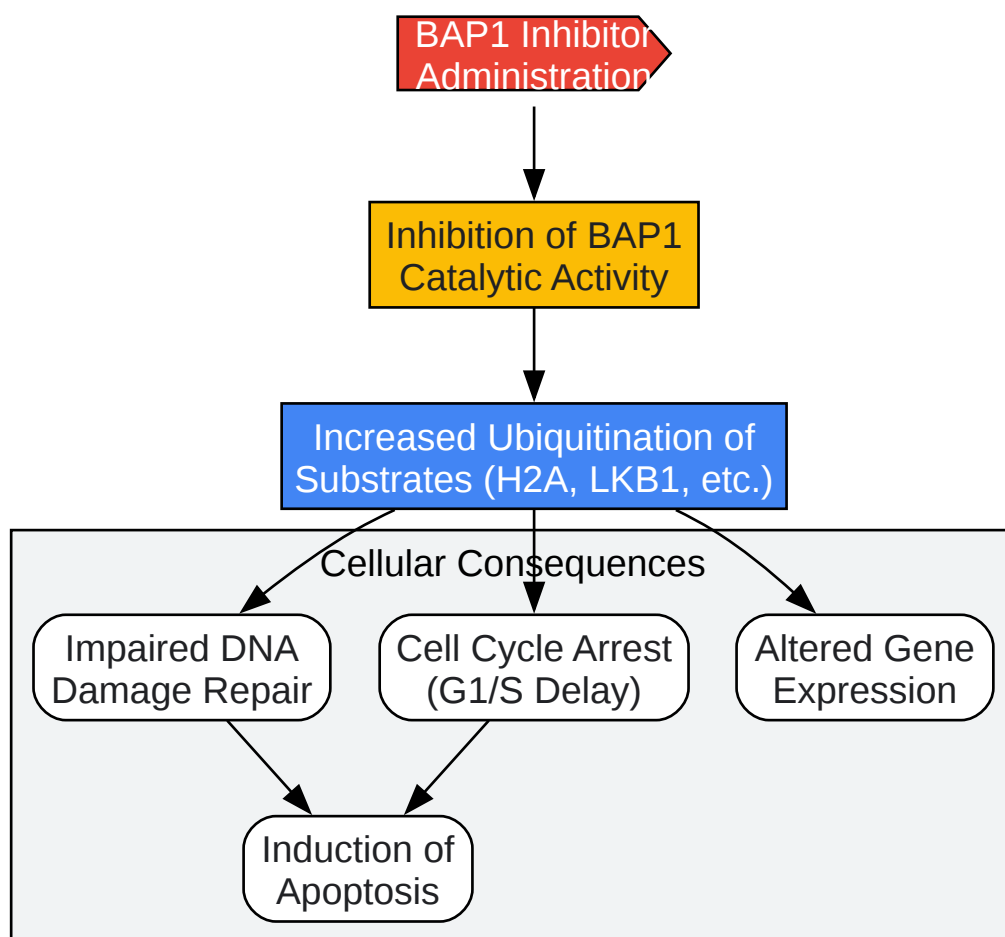 BAP1 Inhibitor
Administration
Inhibition of BAP1
Catalytic Activity
Increased Ubiquitination of
Substrates (H2A, LKB1, etc.)
Cellular Consequences
Impaired DNA
Damage Repair
Cell Cycle Arrest
(G1/S Delay)
Altered Gene
Expression
Induction of
Apoptosis